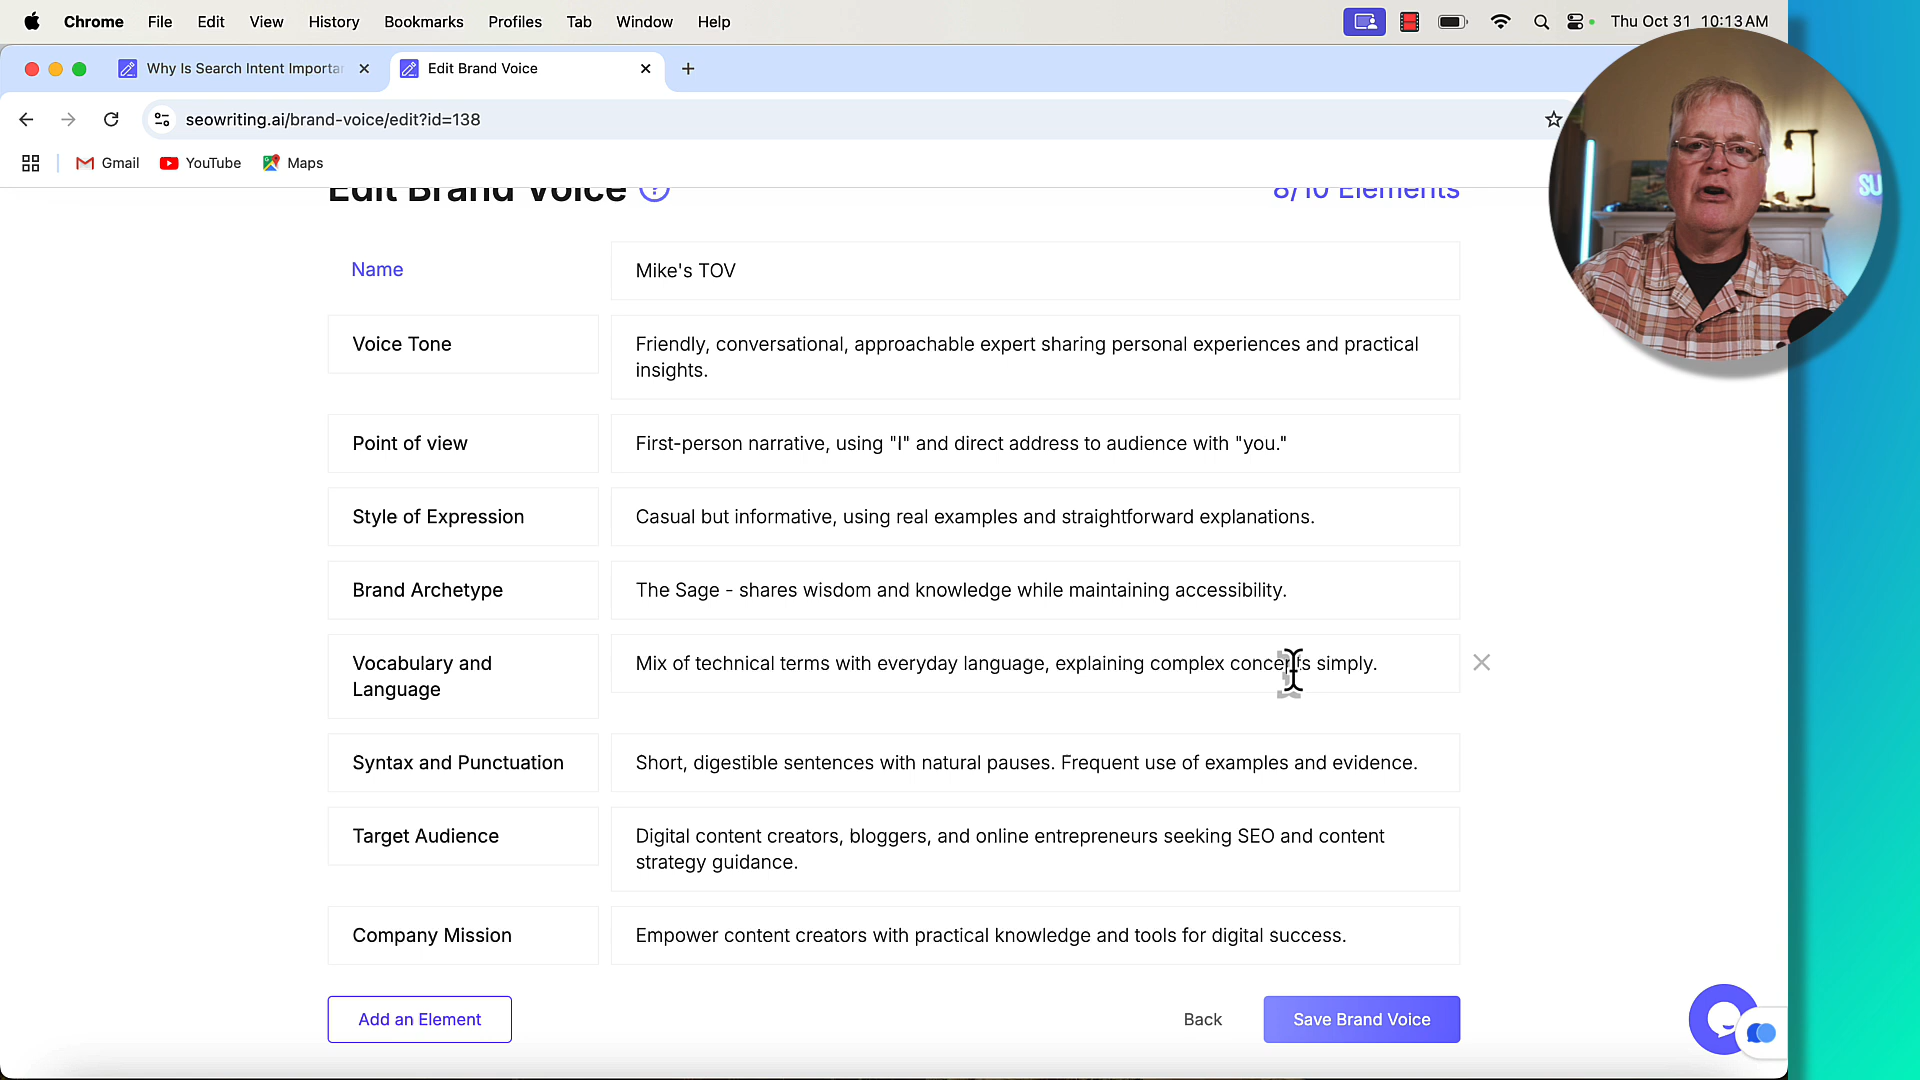 Chrome File Edit View History Bookmarks Profiles Tab Window Help Thu Oct 31 10:13 AM
Why Is Search Intent Importa
Edit Brand Voice
seowriting.ai/brand-voice/edit?id=138
Gmail YouTube Maps
Edit Brand Voice
8/10 Elements
Name
Mike's TOV
Voice Tone
Friendly, conversational, approachable expert sharing personal experiences and practical
insights.
Point of view
First-person narrative, using "I" and direct address to audience with "you."
Style of Expression
Casual but informative, using real examples and straightforward explanations.
Brand Archetype
The Sage - shares wisdom and knowledge while maintaining accessibility.
Vocabulary and
Language
Mix of technical terms with everyday language, explaining complex concepts simply.
Syntax and Punctuation
Short, digestible sentences with natural pauses. Frequent use of examples and evidence.
Target Audience
Digital content creators, bloggers, and online entrepreneurs seeking SEO and content
strategy guidance.
Company Mission
Empower content creators with practical knowledge and tools for digital success.
Add an Element
Back
Save Brand Voice